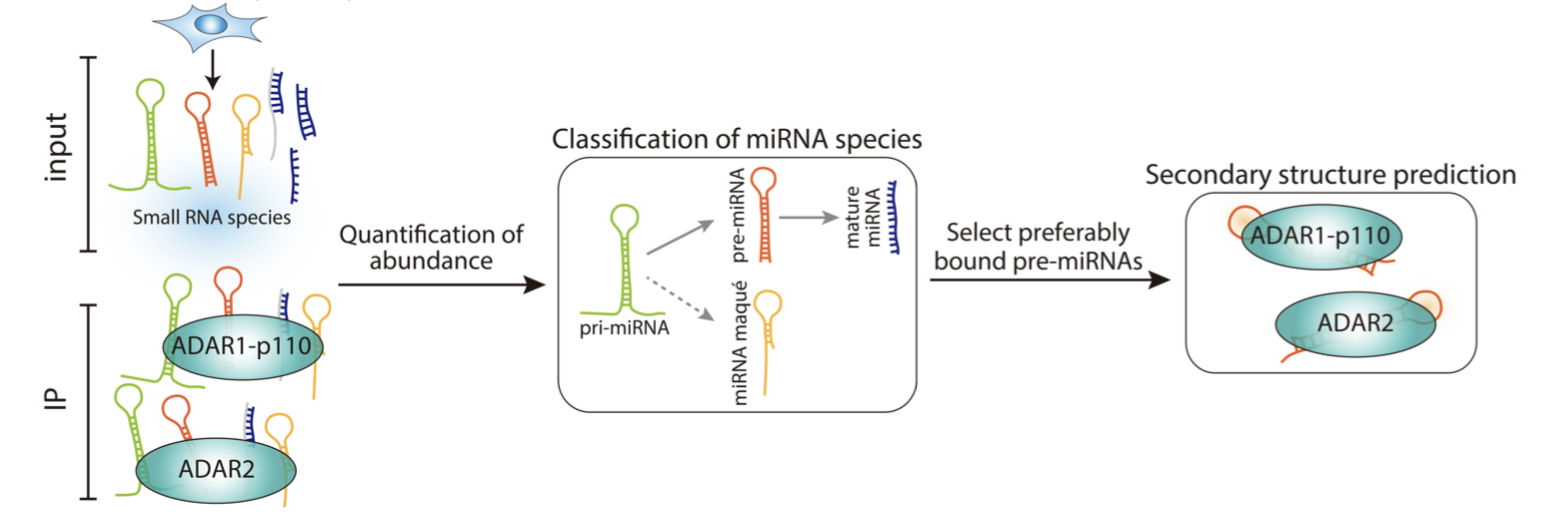 input
Small RNA species
IP
ADAR1-p110
ADAR2
Quantification of
abundance
Classification of miRNA species
pri-miRNA
pre-miRNA
mature
miRNA
miRNA maqué
Select preferably
bound pre-miRNAs
Secondary structure prediction
ADAR1-p110
ADAR2